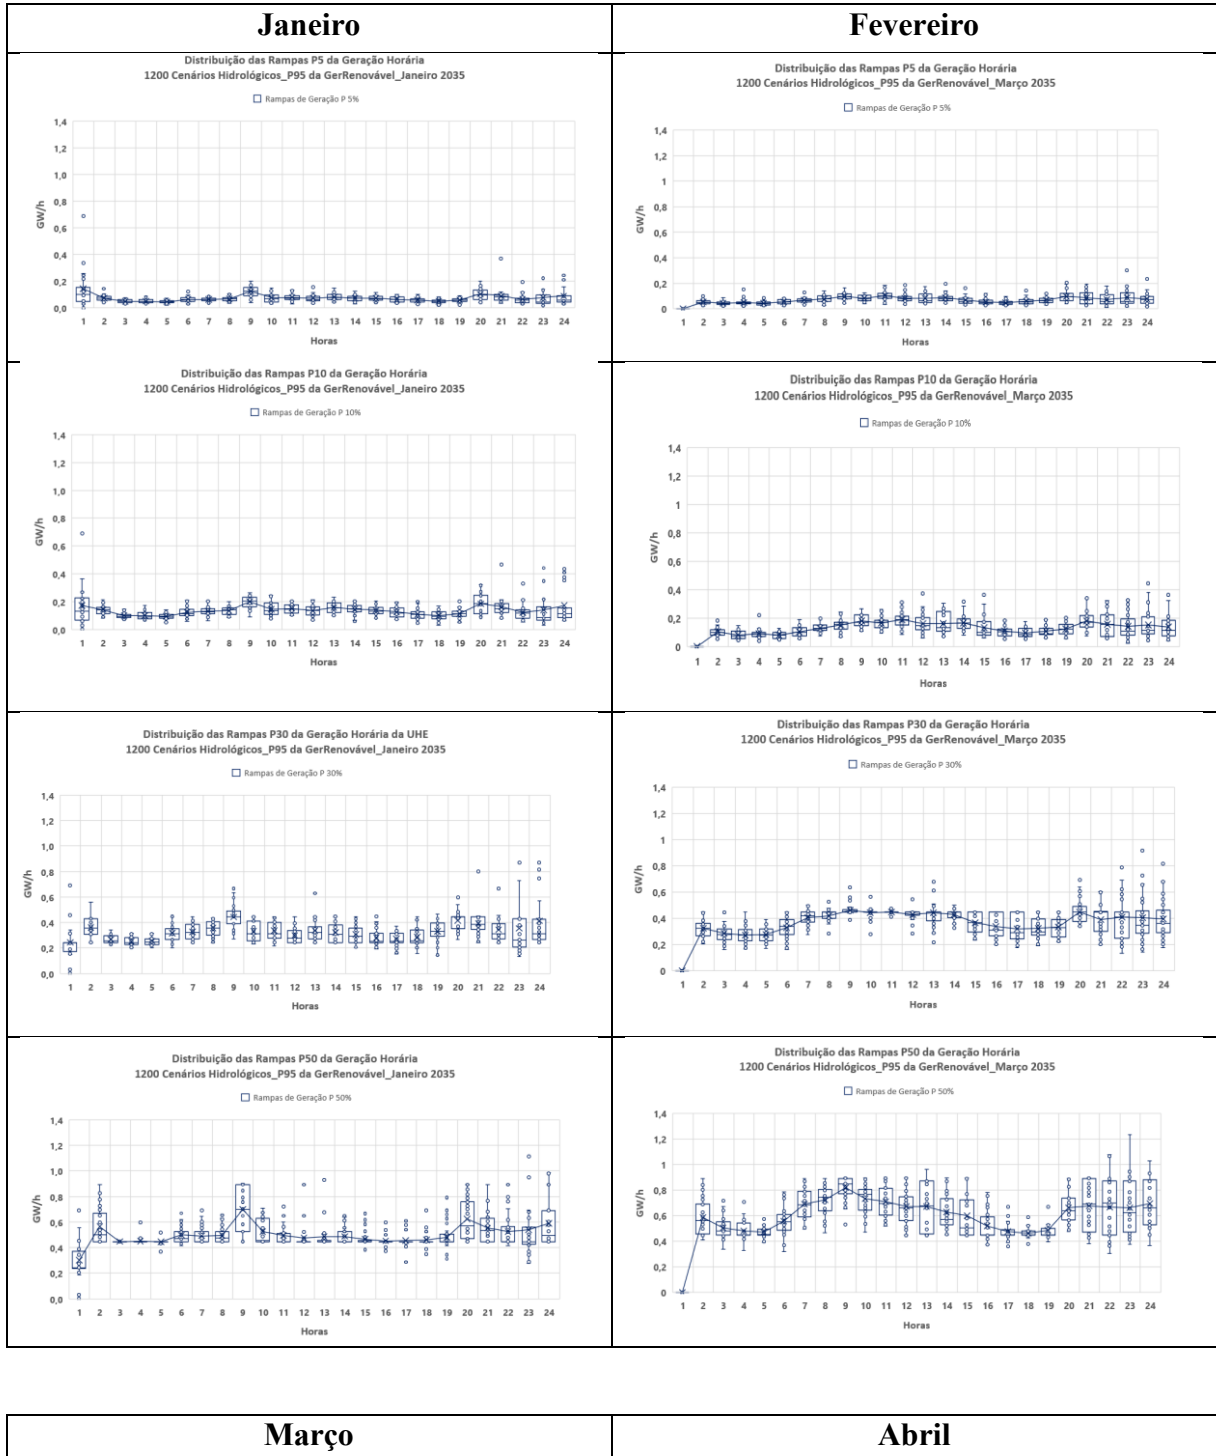 Janeiro
Fevereiro
Distribuição das Rampas P5 da Geração Horária
1200 Cenários Hidrológicos_P95 da GerRenovável_Janeiro 2035
Rampas de Geração P 5%
1,4
1,2
1,0
0,8
0,6
0,4
0,2
0,0
GW/h
1 2 3 4 5 6 7 8 9 10 11 12 13 14 15 16 17 18 19 20 21 22 23 24
Horas
Distribuição das Rampas P5 da Geração Horária
1200 Cenários Hidrológicos_P95 da GerRenovável_Março 2035
Rampas de Geração P 5%
1,4
1,2
1
0,8
0,6
0,4
0,2
0
GW/h
1 2 3 4 5 6 7 8 9 10 11 12 13 14 15 16 17 18 19 20 21 22 23 24
Horas
Distribuição das Rampas P10 da Geração Horária
1200 Cenários Hidrológicos_P95 da GerRenovável_Janeiro 2035
Rampas de Geração P 10%
1,4
1,2
1,0
0,8
0,6
0,4
0,2
0,0
GW/h
1 2 3 4 5 6 7 8 9 10 11 12 13 14 15 16 17 18 19 20 21 22 23 24
Horas
Distribuição das Rampas P10 da Geração Horária
1200 Cenários Hidrológicos_P95 da GerRenovável_Março 2035
Rampas de Geração P 10%
1,4
1,2
1
0,8
0,6
0,4
0,2
0
GW/h
1 2 3 4 5 6 7 8 9 10 11 12 13 14 15 16 17 18 19 20 21 22 23 24
Horas
Distribuição das Rampas P30 da Geração Horária da UHE
1200 Cenários Hidrológicos_P95 da GerRenovável_Janeiro 2035
Rampas de Geração P 30%
1,4
1,2
1,0
0,8
0,6
0,4
0,2
0,0
GW/h
1 2 3 4 5 6 7 8 9 10 11 12 13 14 15 16 17 18 19 20 21 22 23 24
Horas
Distribuição das Rampas P30 da Geração Horária
1200 Cenários Hidrológicos_P95 da GerRenovável_Março 2035
Rampas de Geração P 30%
1,4
1,2
1
0,8
0,6
0,4
0,2
0
GW/h
1 2 3 4 5 6 7 8 9 10 11 12 13 14 15 16 17 18 19 20 21 22 23 24
Horas
Distribuição das Rampas P50 da Geração Horária
1200 Cenários Hidrológicos_P95 da GerRenovável_Janeiro 2035
Rampas de Geração P 50%
1,4
1,2
1,0
0,8
0,6
0,4
0,2
0,0
GW/h
1 2 3 4 5 6 7 8 9 10 11 12 13 14 15 16 17 18 19 20 21 22 23 24
Horas
Distribuição das Rampas P50 da Geração Horária
1200 Cenários Hidrológicos_P95 da GerRenovável_Março 2035
Rampas de Geração P 50%
1,4
1,2
1
0,8
0,6
0,4
0,2
0
GW/h
1 2 3 4 5 6 7 8 9 10 11 12 13 14 15 16 17 18 19 20 21 22 23 24
Horas
Março
Abril